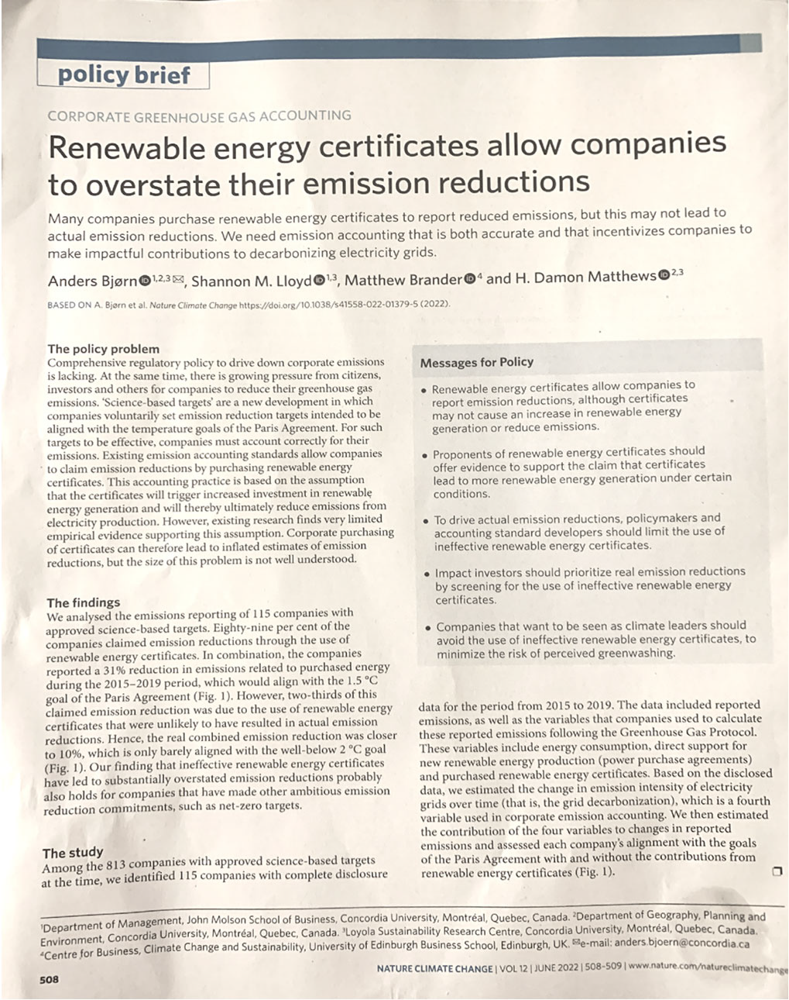 policy brief
CORPORATE GREENHOUSE GAS ACCOUNTING
Renewable energy certificates allow companies
to overstate their emission reductions
Many companies purchase renewable energy certificates to report reduced emissions, but this may not lead to
actual emission reductions. We need emission accounting that is both accurate and that incentivizes companies to
make impactful contributions to decarbonizing electricity grids.
Anders Bjørn iD 1,2,3 ✉, Shannon M. Lloyd iD 1,3, Matthew Brander iD 4 and H. Damon Matthews iD 2,3
BASED ON A. Bjørn et al. Nature Climate Change https://doi.org/10.1038/s41558-022-01379-5 (2022).
The policy problem
Comprehensive regulatory policy to drive down corporate emissions
is lacking. At the same time, there is growing pressure from citizens,
investors and others for companies to reduce their greenhouse gas
emissions. ‘Science-based targets’ are a new development in which
companies voluntarily set emission reduction targets intended to be
aligned with the temperature goals of the Paris Agreement. For such
targets to be effective, companies must account correctly for their
emissions. Existing emission accounting standards allow companies
to claim emission reductions by purchasing renewable energy
certificates. This accounting practice is based on the assumption
that the certificates will trigger increased investment in renewable
energy generation and will thereby ultimately reduce emissions from
electricity production. However, existing research finds very limited
empirical evidence supporting this assumption. Corporate purchasing
of certificates can therefore lead to inflated estimates of emission
reductions, but the size of this problem is not well understood.
The findings
We analysed the emissions reporting of 115 companies with
approved science-based targets. Eighty-nine per cent of the
companies claimed emission reductions through the use of
renewable energy certificates. In combination, the companies
reported a 31% reduction in emissions related to purchased energy
during the 2015–2019 period, which would align with the 1.5 °C
goal of the Paris Agreement (Fig. 1). However, two-thirds of this
claimed emission reduction was due to the use of renewable energy
certificates that were unlikely to have resulted in actual emission
reductions. Hence, the real combined emission reduction was closer
to 10%, which is only barely aligned with the well-below 2 °C goal
(Fig. 1). Our finding that ineffective renewable energy certificates
have led to substantially overstated emission reductions probably
also holds for companies that have made other ambitious emission
reduction commitments, such as net-zero targets.
The study
Among the 813 companies with approved science-based targets
at the time, we identified 115 companies with complete disclosure
Messages for Policy
• Renewable energy certificates allow companies to
report emission reductions, although certificates
may not cause an increase in renewable energy
generation or reduce emissions.
• Proponents of renewable energy certificates should
offer evidence to support the claim that certificates
lead to more renewable energy generation under certain
conditions.
• To drive actual emission reductions, policymakers and
accounting standard developers should limit the use of
ineffective renewable energy certificates.
• Impact investors should prioritize real emission reductions
by screening for the use of ineffective renewable energy
certificates.
• Companies that want to be seen as climate leaders should
avoid the use of ineffective renewable energy certificates, to
minimize the risk of perceived greenwashing.
data for the period from 2015 to 2019. The data included reported
emissions, as well as the variables that companies used to calculate
these reported emissions following the Greenhouse Gas Protocol.
These variables include energy consumption, direct support for
new renewable energy production (power purchase agreements)
and purchased renewable energy certificates. Based on the disclosed
data, we estimated the change in emission intensity of electricity
grids over time (that is, the grid decarbonization), which is a fourth
variable used in corporate emission accounting. We then estimated
the contribution of the four variables to changes in reported
emissions and assessed each company’s alignment with the goals
of the Paris Agreement with and without the contributions from
renewable energy certificates (Fig. 1). ❐
1Department of Management, John Molson School of Business, Concordia University, Montréal, Quebec, Canada. 2Department of Geography, Planning and
Environment, Concordia University, Montréal, Quebec, Canada. 3Loyola Sustainability Research Centre, Concordia University, Montréal, Quebec, Canada.
4Centre for Business, Climate Change and Sustainability, University of Edinburgh Business School, Edinburgh, UK. ✉e-mail: anders.bjoern@concordia.ca
508
NATURE CLIMATE CHANGE | VOL 12 | JUNE 2022 | 508–509 | www.nature.com/natureclimatechange